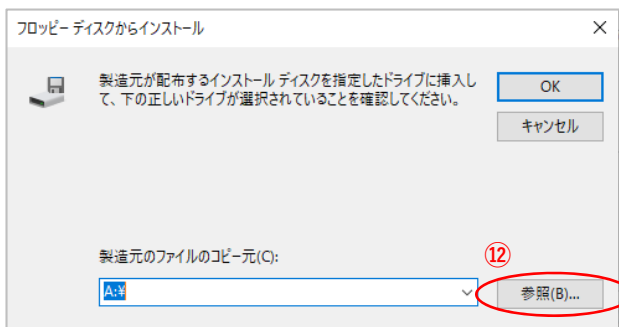 フロッピー ディスクからインストール
製造元が配布するインストール ディスクを指定したドライブに挿入し
て、下の正しいドライブが選択されていることを確認してください。
OK
キャンセル
製造元のファイルのコピー元(C):
⑫
A:¥
参照(B)...